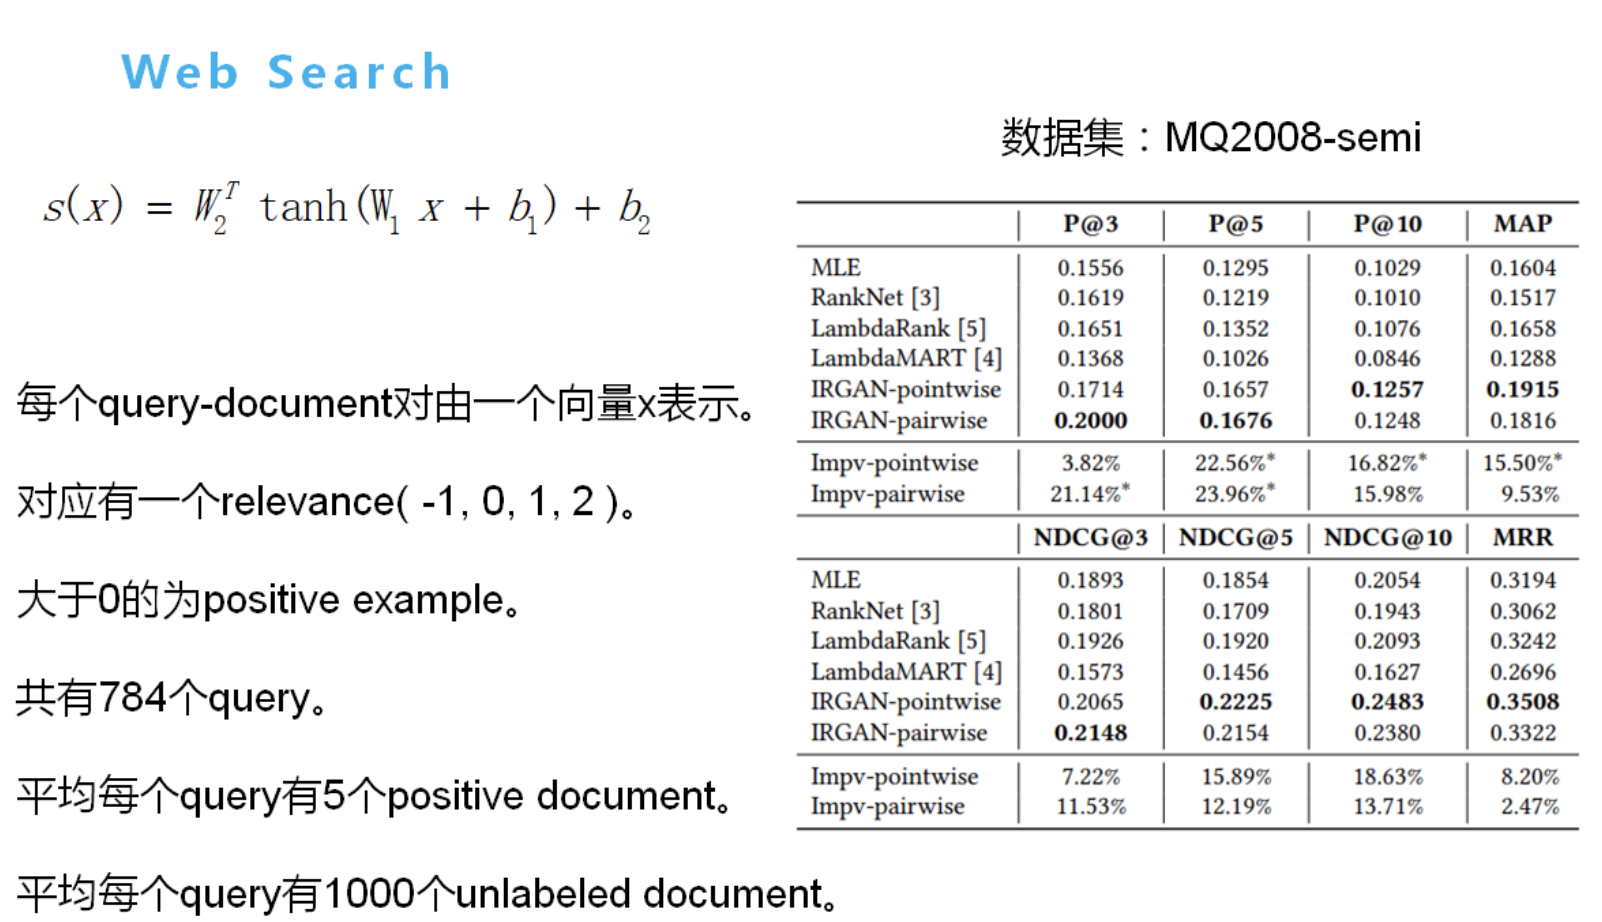 Web Search
s(x) = W₂ᵀ tanh(W₁ x + b₁) + b₂
每个query-document对由一个向量x表示。
对应有一个relevance( -1, 0, 1, 2 )。
大于0的为positive example。
共有784个query。
平均每个query有5个positive document。
平均每个query有1000个unlabeled document。
数据集：MQ2008-semi
P@3 P@5 P@10 MAP
MLE 0.1556 0.1295 0.1029 0.1604
RankNet [3] 0.1619 0.1219 0.1010 0.1517
LambdaRank [5] 0.1651 0.1352 0.1076 0.1658
LambdaMART [4] 0.1368 0.1026 0.0846 0.1288
IRGAN-pointwise 0.1714 0.1657 0.1257 0.1915
IRGAN-pairwise 0.2000 0.1676 0.1248 0.1816
Impv-pointwise 3.82% 22.56%* 16.82%* 15.50%*
Impv-pairwise 21.14%* 23.96%* 15.98% 9.53%
NDCG@3 NDCG@5 NDCG@10 MRR
MLE 0.1893 0.1854 0.2054 0.3194
RankNet [3] 0.1801 0.1709 0.1943 0.3062
LambdaRank [5] 0.1926 0.1920 0.2093 0.3242
LambdaMART [4] 0.1573 0.1456 0.1627 0.2696
IRGAN-pointwise 0.2065 0.2225 0.2483 0.3508
IRGAN-pairwise 0.2148 0.2154 0.2380 0.3322
Impv-pointwise 7.22% 15.89% 18.63% 8.20%
Impv-pairwise 11.53% 12.19% 13.71% 2.47%